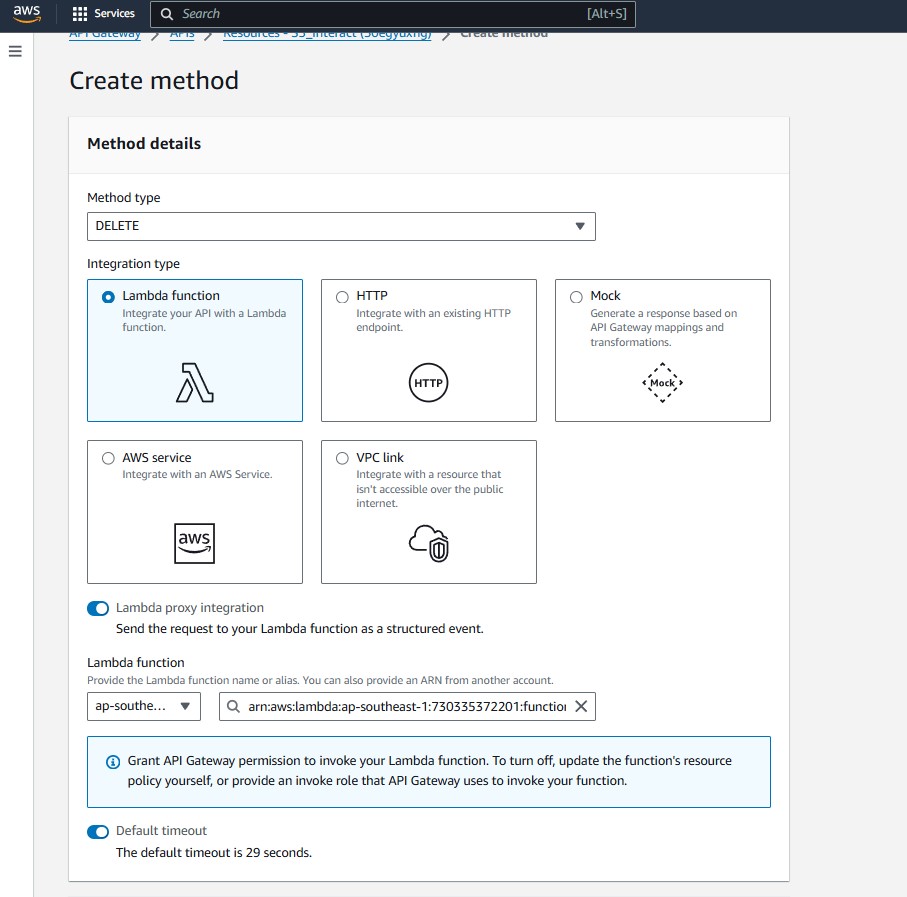 aws
Services
Search
[Alt+S]
API Gateway
APIs
Resources - S3_interact
Create method
Create method
Method details
Method type
DELETE
Integration type
Lambda function
Integrate your API with a Lambda
function.
HTTP
Integrate with an existing HTTP
endpoint.
HTTP
Mock
Generate a response based on
API Gateway mappings and
transformations.
Mock
AWS service
Integrate with an AWS Service.
aws
VPC link
Integrate with a resource that
isn't accessible over the public
internet.
Lambda proxy integration
Send the request to your Lambda function as a structured event.
Lambda function
Provide the Lambda function name or alias. You can also provide an ARN from another account.
ap-southe...
arn:aws:lambda:ap-southeast-1:730335372201:function
Grant API Gateway permission to invoke your Lambda function. To turn off, update the function's resource
policy yourself, or provide an invoke role that API Gateway uses to invoke your function.
Default timeout
The default timeout is 29 seconds.